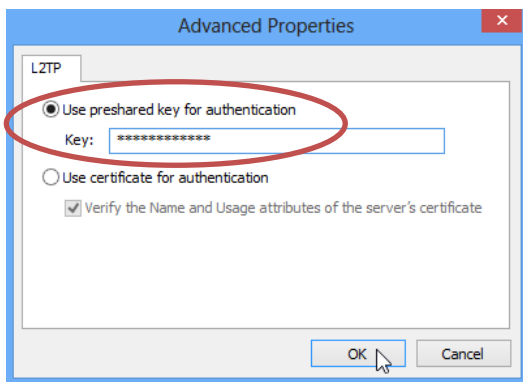 Advanced Properties
L2TP
Use preshared key for authentication
Key: ************
Use certificate for authentication
Verify the Name and Usage attributes of the server's certificate
OK Cancel